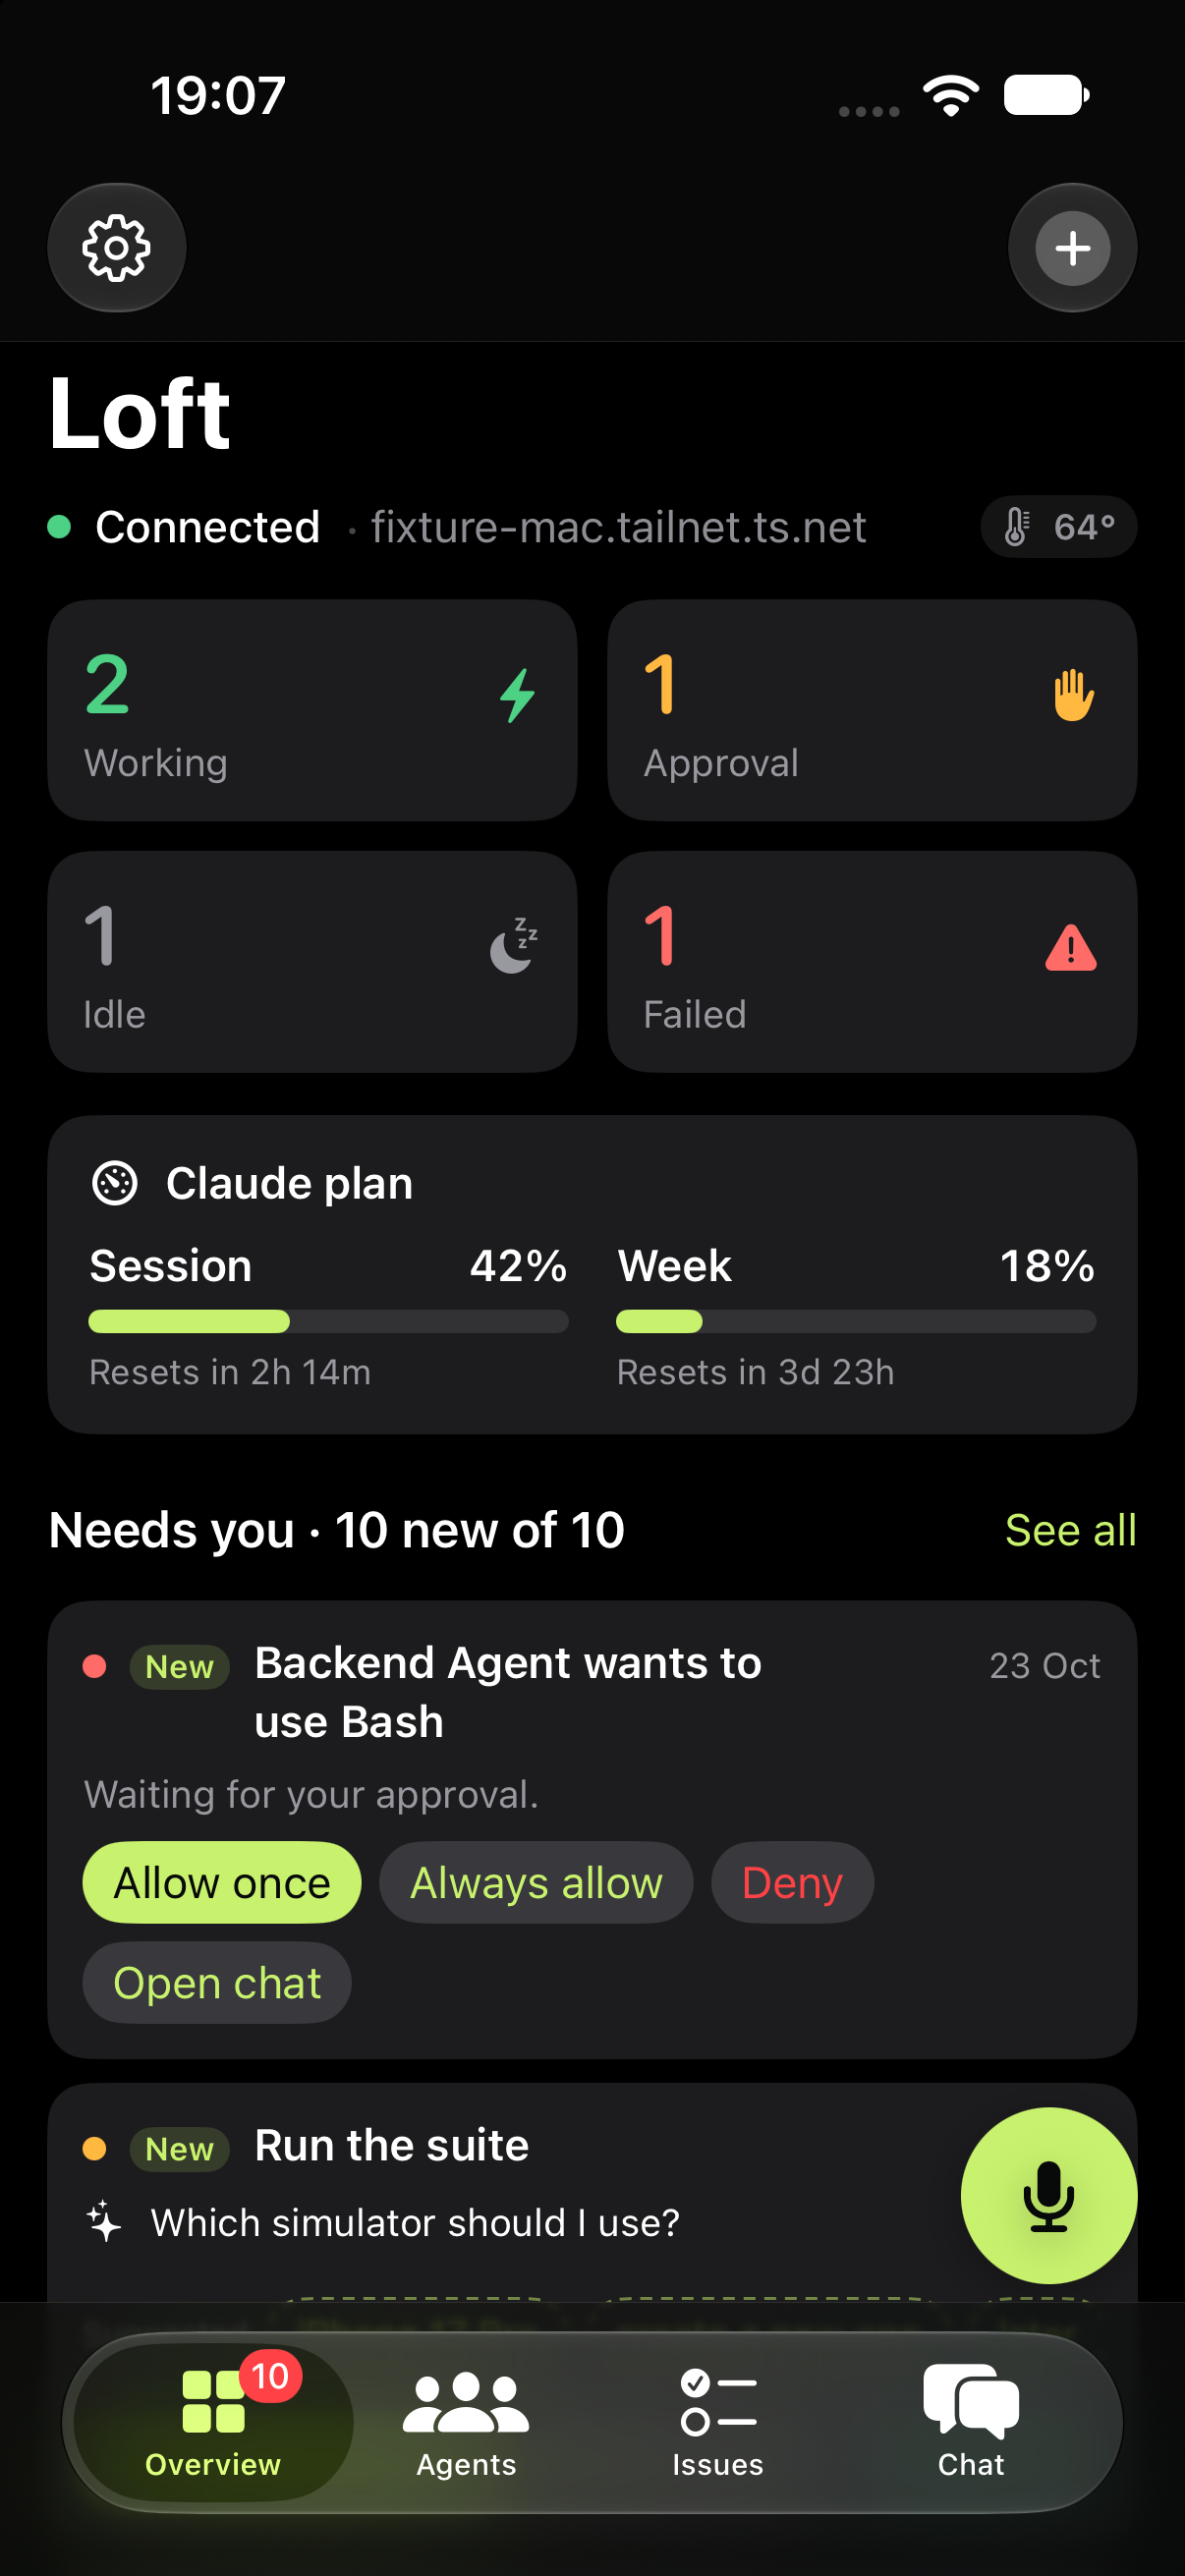 19:07
Loft
Connected · fixture-mac.tailnet.ts.net
64°
2
Working
1
Approval
1
Idle
1
Failed
Claude plan
Session 42%
Week 18%
Resets in 2h 14m
Resets in 3d 23h
Needs you · 10 new of 10
See all
New
Backend Agent wants to
use Bash
23 Oct
Waiting for your approval.
Allow once
Always allow
Deny
Open chat
New
Run the suite
Which simulator should I use?
10
Overview
Agents
Issues
Chat